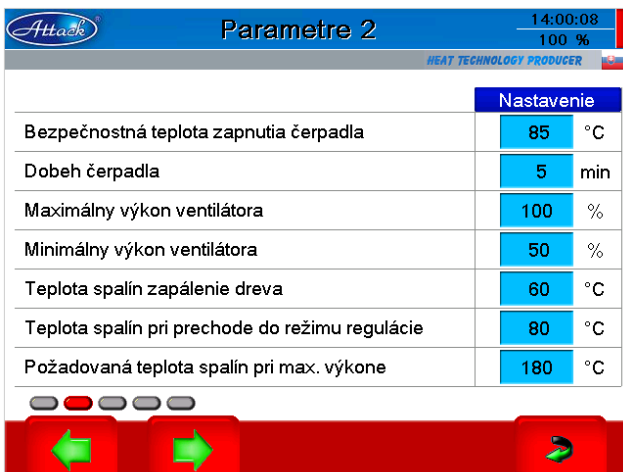 Attack
Parametre 2
14:00:08
100 %
HEAT TECHNOLOGY PRODUCER
Nastavenie
Bezpečnostná teplota zapnutia čerpadla 85 °C
Dobeh čerpadla 5 min
Maximálny výkon ventilátora 100 %
Minimálny výkon ventilátora 50 %
Teplota spalín zapálenie dreva 60 °C
Teplota spalín pri prechode do režimu regulácie 80 °C
Požadovaná teplota spalín pri max. výkone 180 °C